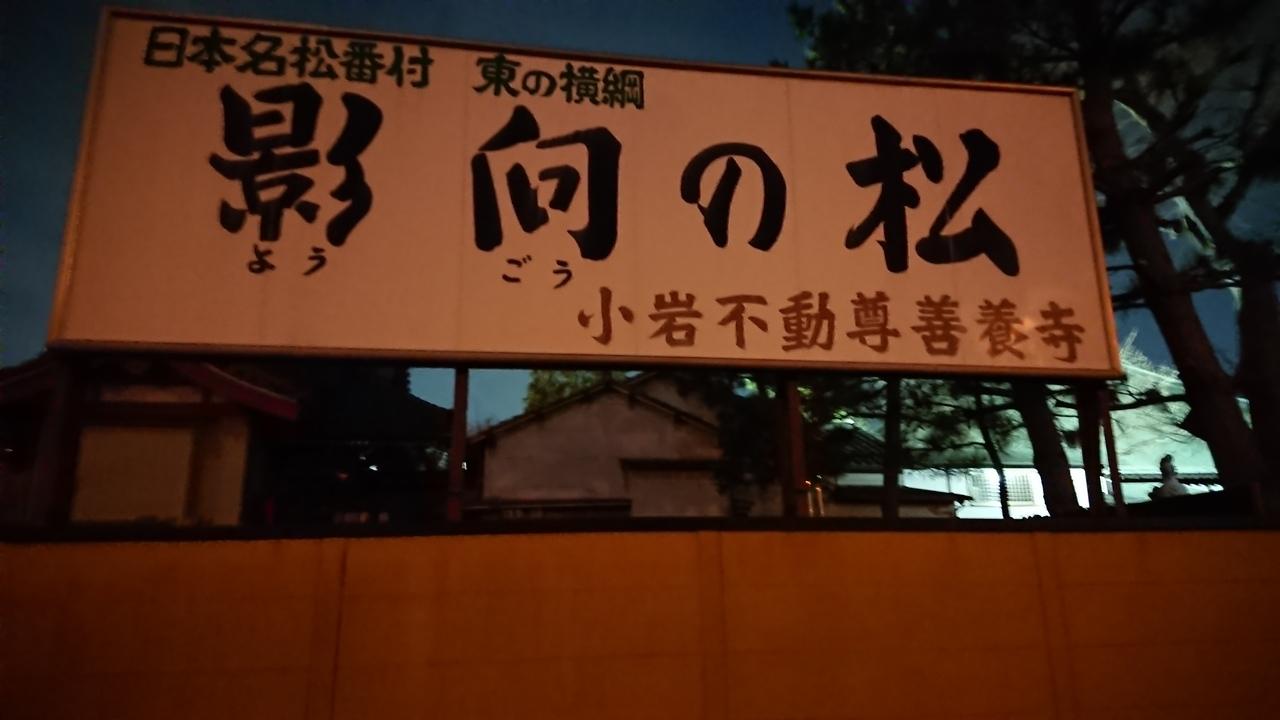 日本名松番付 東の横綱
影向の松
よう ごう
小岩不動尊善養寺